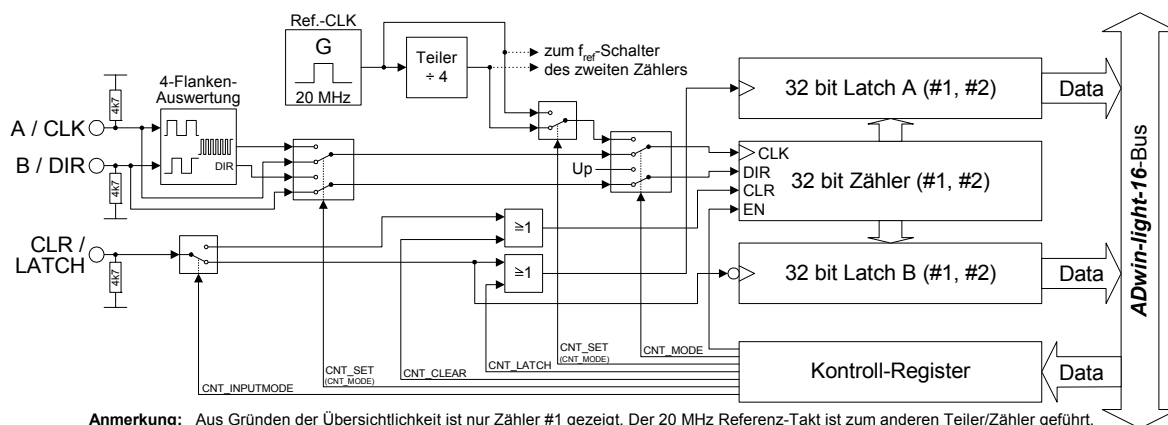 Ref.-CLK
G
20 MHz
Teiler
÷ 4
zum fref-Schalter
des zweiten Zählers
4-Flanken-
Auswertung
DIR
4k7
A / CLK
B / DIR
4k7
CLR /
LATCH
4k7
Up
≥1
≥1
32 bit Latch A (#1, #2)
Data
CLK
DIR
CLR
EN
32 bit Zähler (#1, #2)
32 bit Latch B (#1, #2)
Data
Kontroll-Register
Data
ADwin-light-16-Bus
CNT_INPUTMODE
CNT_SET
(CNT_MODE)
CNT_CLEAR
CNT_LATCH
CNT_SET
(CNT_MODE)
CNT_MODE
Anmerkung: Aus Gründen der Übersichtlichkeit ist nur Zähler #1 gezeigt. Der 20 MHz Referenz-Takt ist zum anderen Teiler/Zähler geführt.